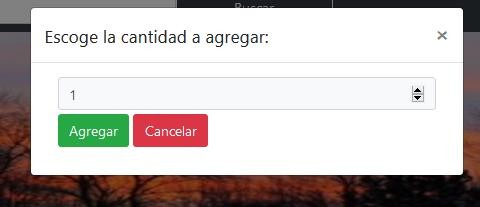 Buscar
Escoge la cantidad a agregar:
×
1
Agregar Cancelar